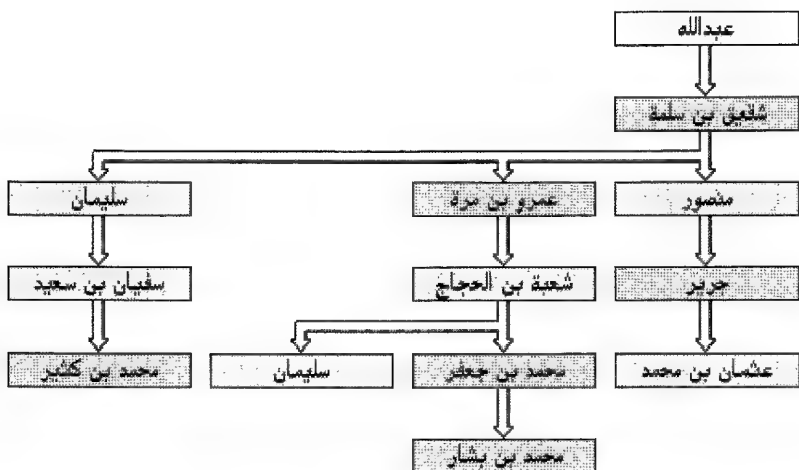 عبدالله
شقيق بن سلمة
منصور
عمرو بن مرة
سليمان
جرير
شعبة بن الحجاج
سفيان بن سعيد
عثمان بن محمد
محمد بن جعفر
سليمان
محمد بن كثير
محمد بن بشار